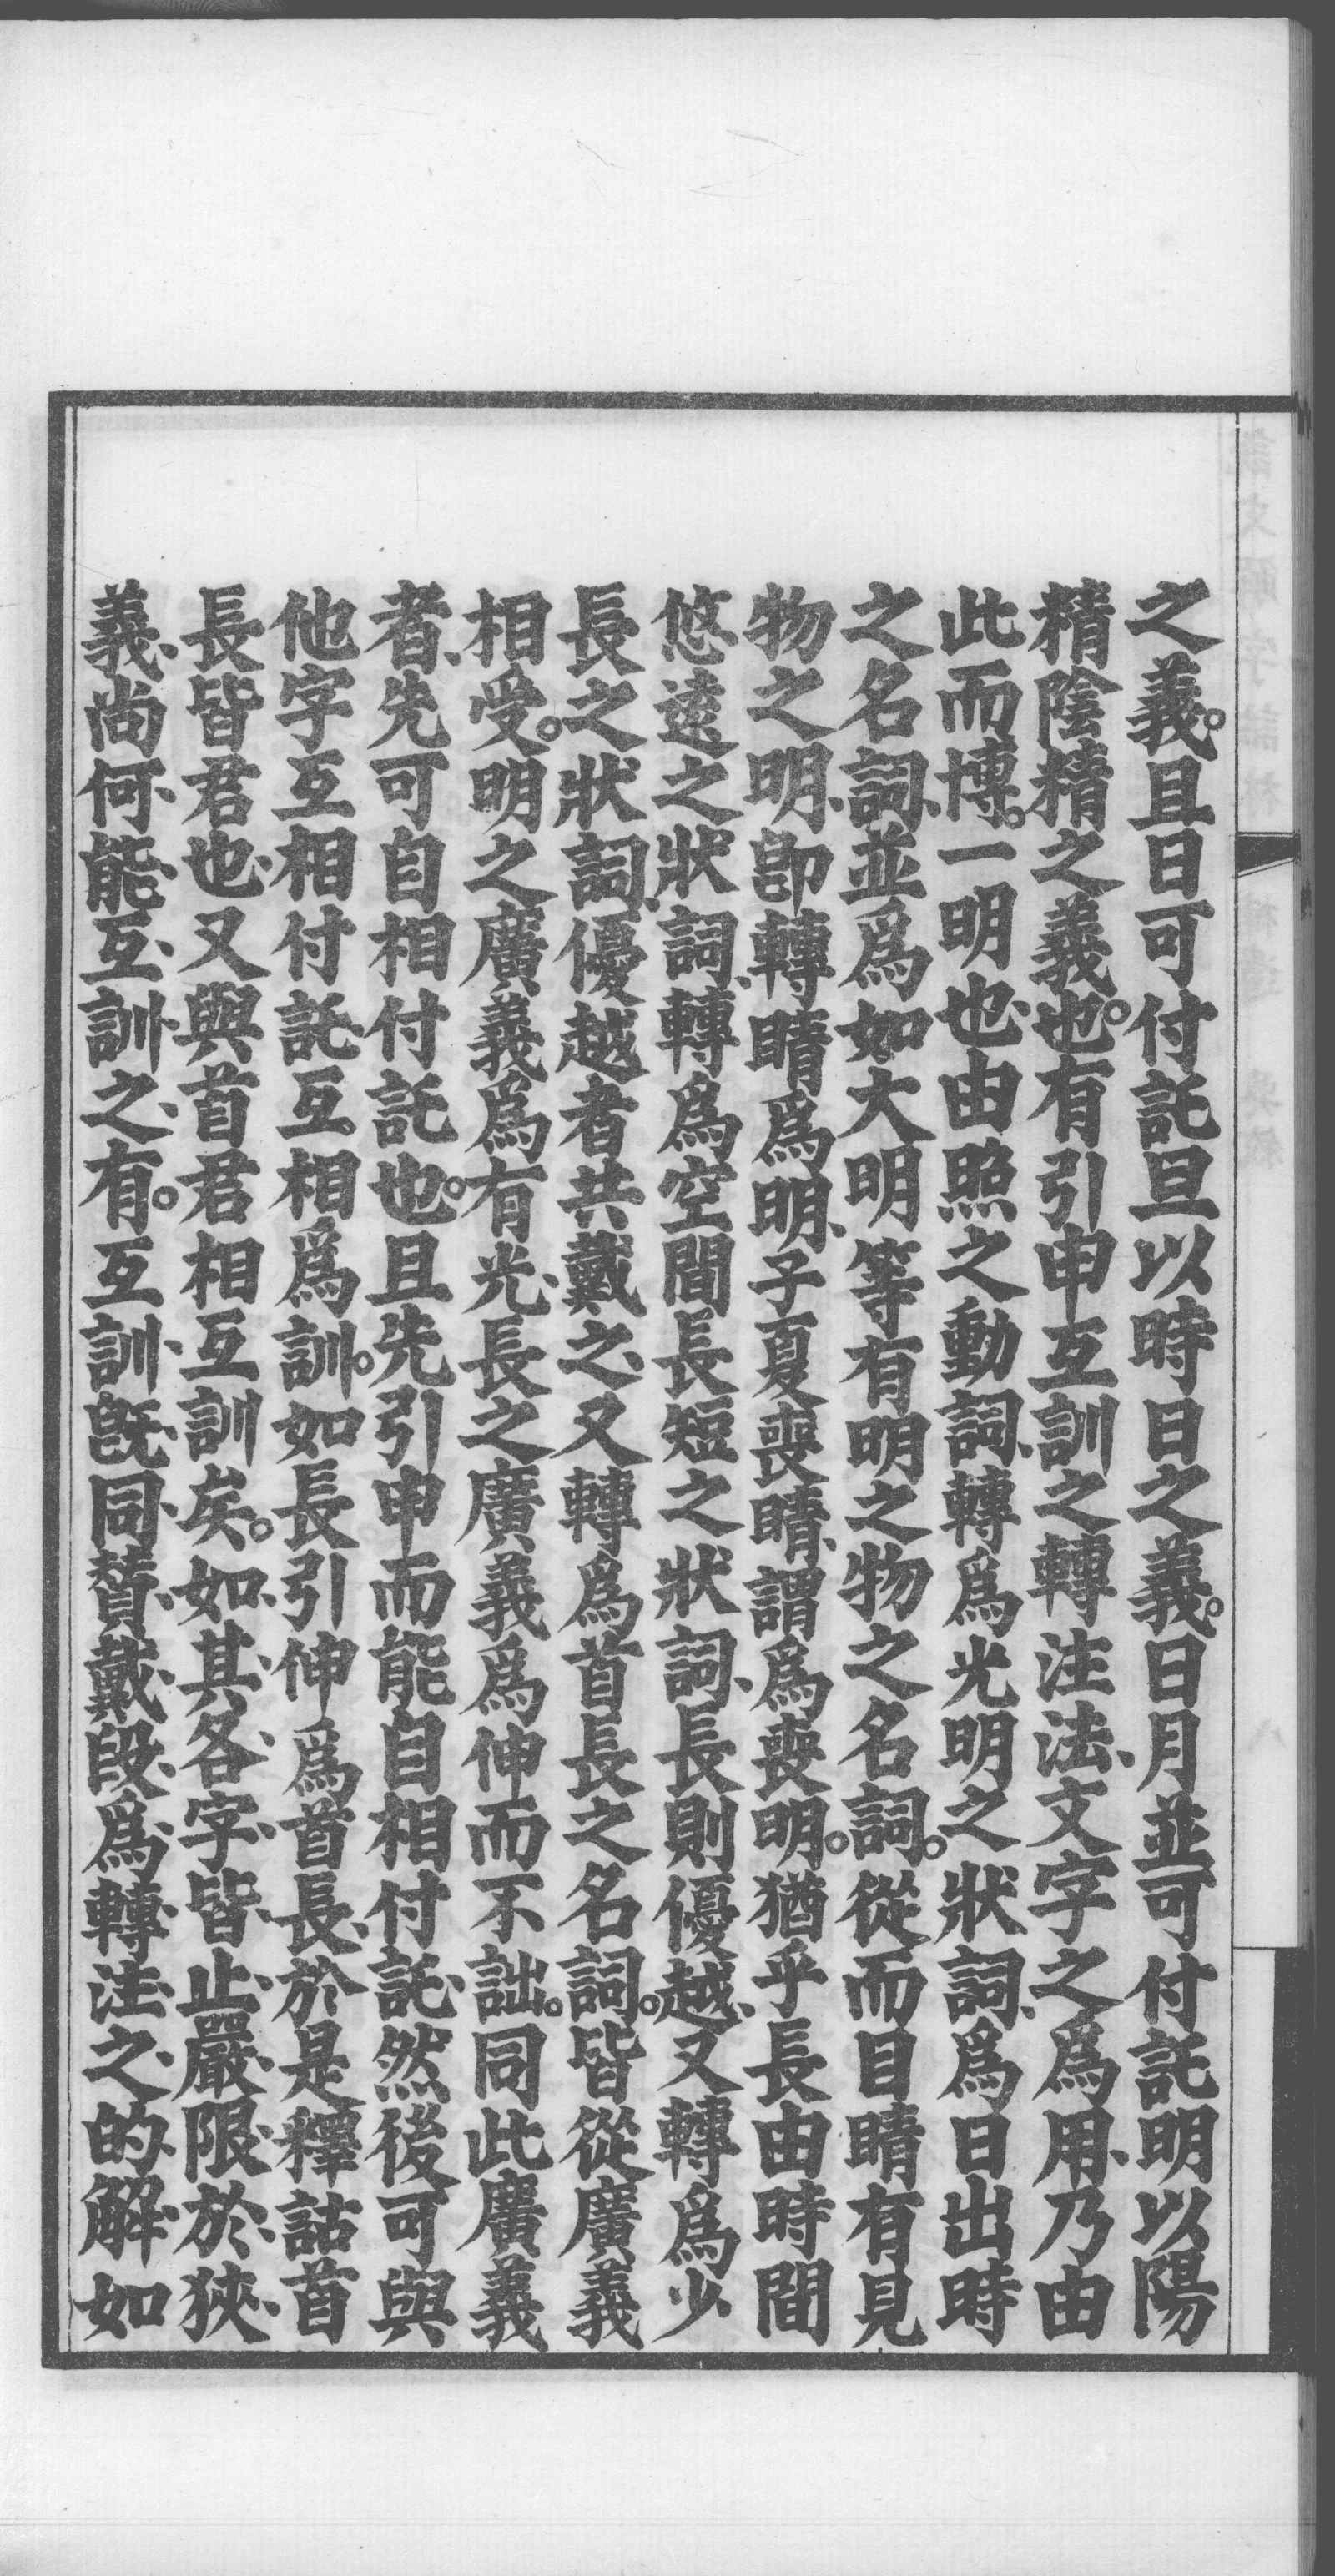 之義。且日可付託旦以時日之義。日月並可付託明以陽
精陰精之義也。有引申互訓之轉注法、文字之爲用、乃由
此而博。一明也、由照之動詞、轉爲光明之狀詞、爲日出時
之名詞、並爲如大明等有明之物之名詞。從而目睛有見
物之明、卽轉睛爲明、子夏喪睛、謂爲喪明。猶乎長由時間
悠遠之狀詞、轉爲空間長短之狀詞、長則優越、又轉爲少
長之狀詞、優越者共戴之、又轉爲首長之名詞。皆從廣義
相受。明之廣義爲有光、長之廣義爲伸而不詘。同此廣義
者、先可自相付託也。且先引申而能自相付託、然後可與
他字互相付託、互相爲訓。如長引伸爲首長、於是釋詁首
長皆君也、又與首君相互訓矣。如、其、各、字、皆、止、嚴、限、於、狹、
義、尚、何、能、互、訓、之、有。互訓、旣、同、贊、戴、段、爲、轉、注、之、的、解、如